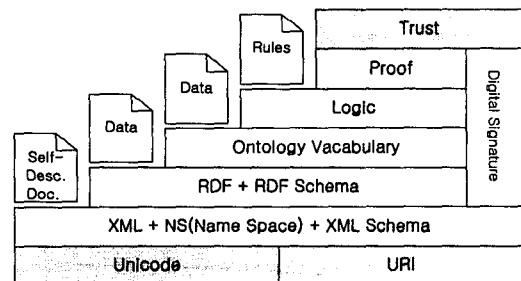 Trust
Rules
Proof
Data
Logic
Digital Signature
Data
Ontology Vacabulary
Self-
Desc.
Doc.
RDF + RDF Schema
XML + NS(Name Space) + XML Schema
Unicode
URI